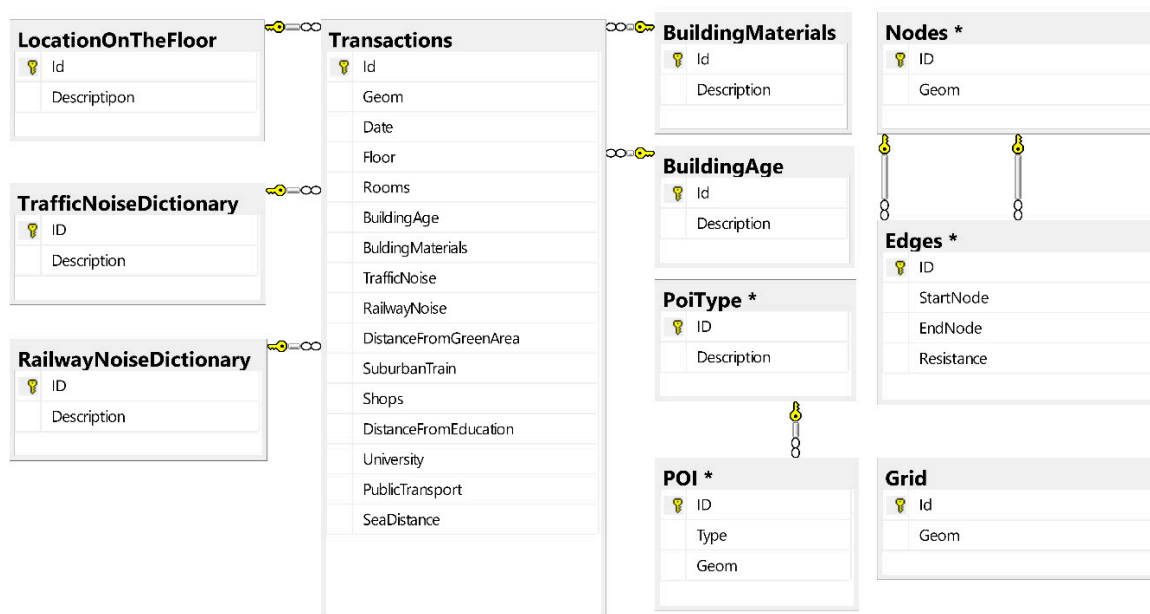 LocationOnTheFloor
Id
Descriptipon
TrafficNoiseDictionary
ID
Description
RailwayNoiseDictionary
ID
Description
Transactions
Id
Geom
Date
Floor
Rooms
BuildingAge
BuldingMaterials
TrafficNoise
RailwayNoise
DistanceFromGreenArea
SuburbanTrain
Shops
DistanceFromEducation
University
PublicTransport
SeaDistance
BuildingMaterials
Id
Description
BuildingAge
Id
Description
PoiType *
ID
Description
POI *
ID
Type
Geom
Nodes *
ID
Geom
Edges *
ID
StartNode
EndNode
Resistance
Grid
Id
Geom